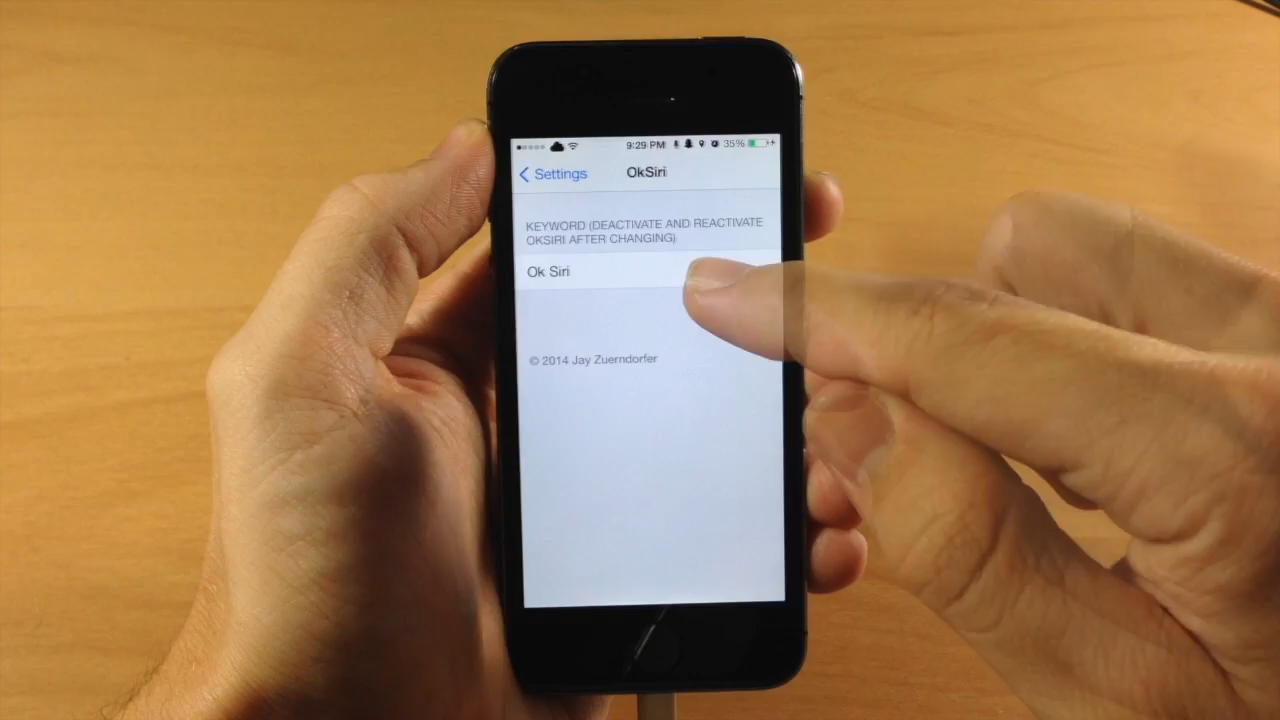 9:29 PM 35%
Settings OkSiri
KEYWORD (DEACTIVATE AND REACTIVATE
OKSIRI AFTER CHANGING)
Ok Siri
© 2014 Jay Zuerndorfer